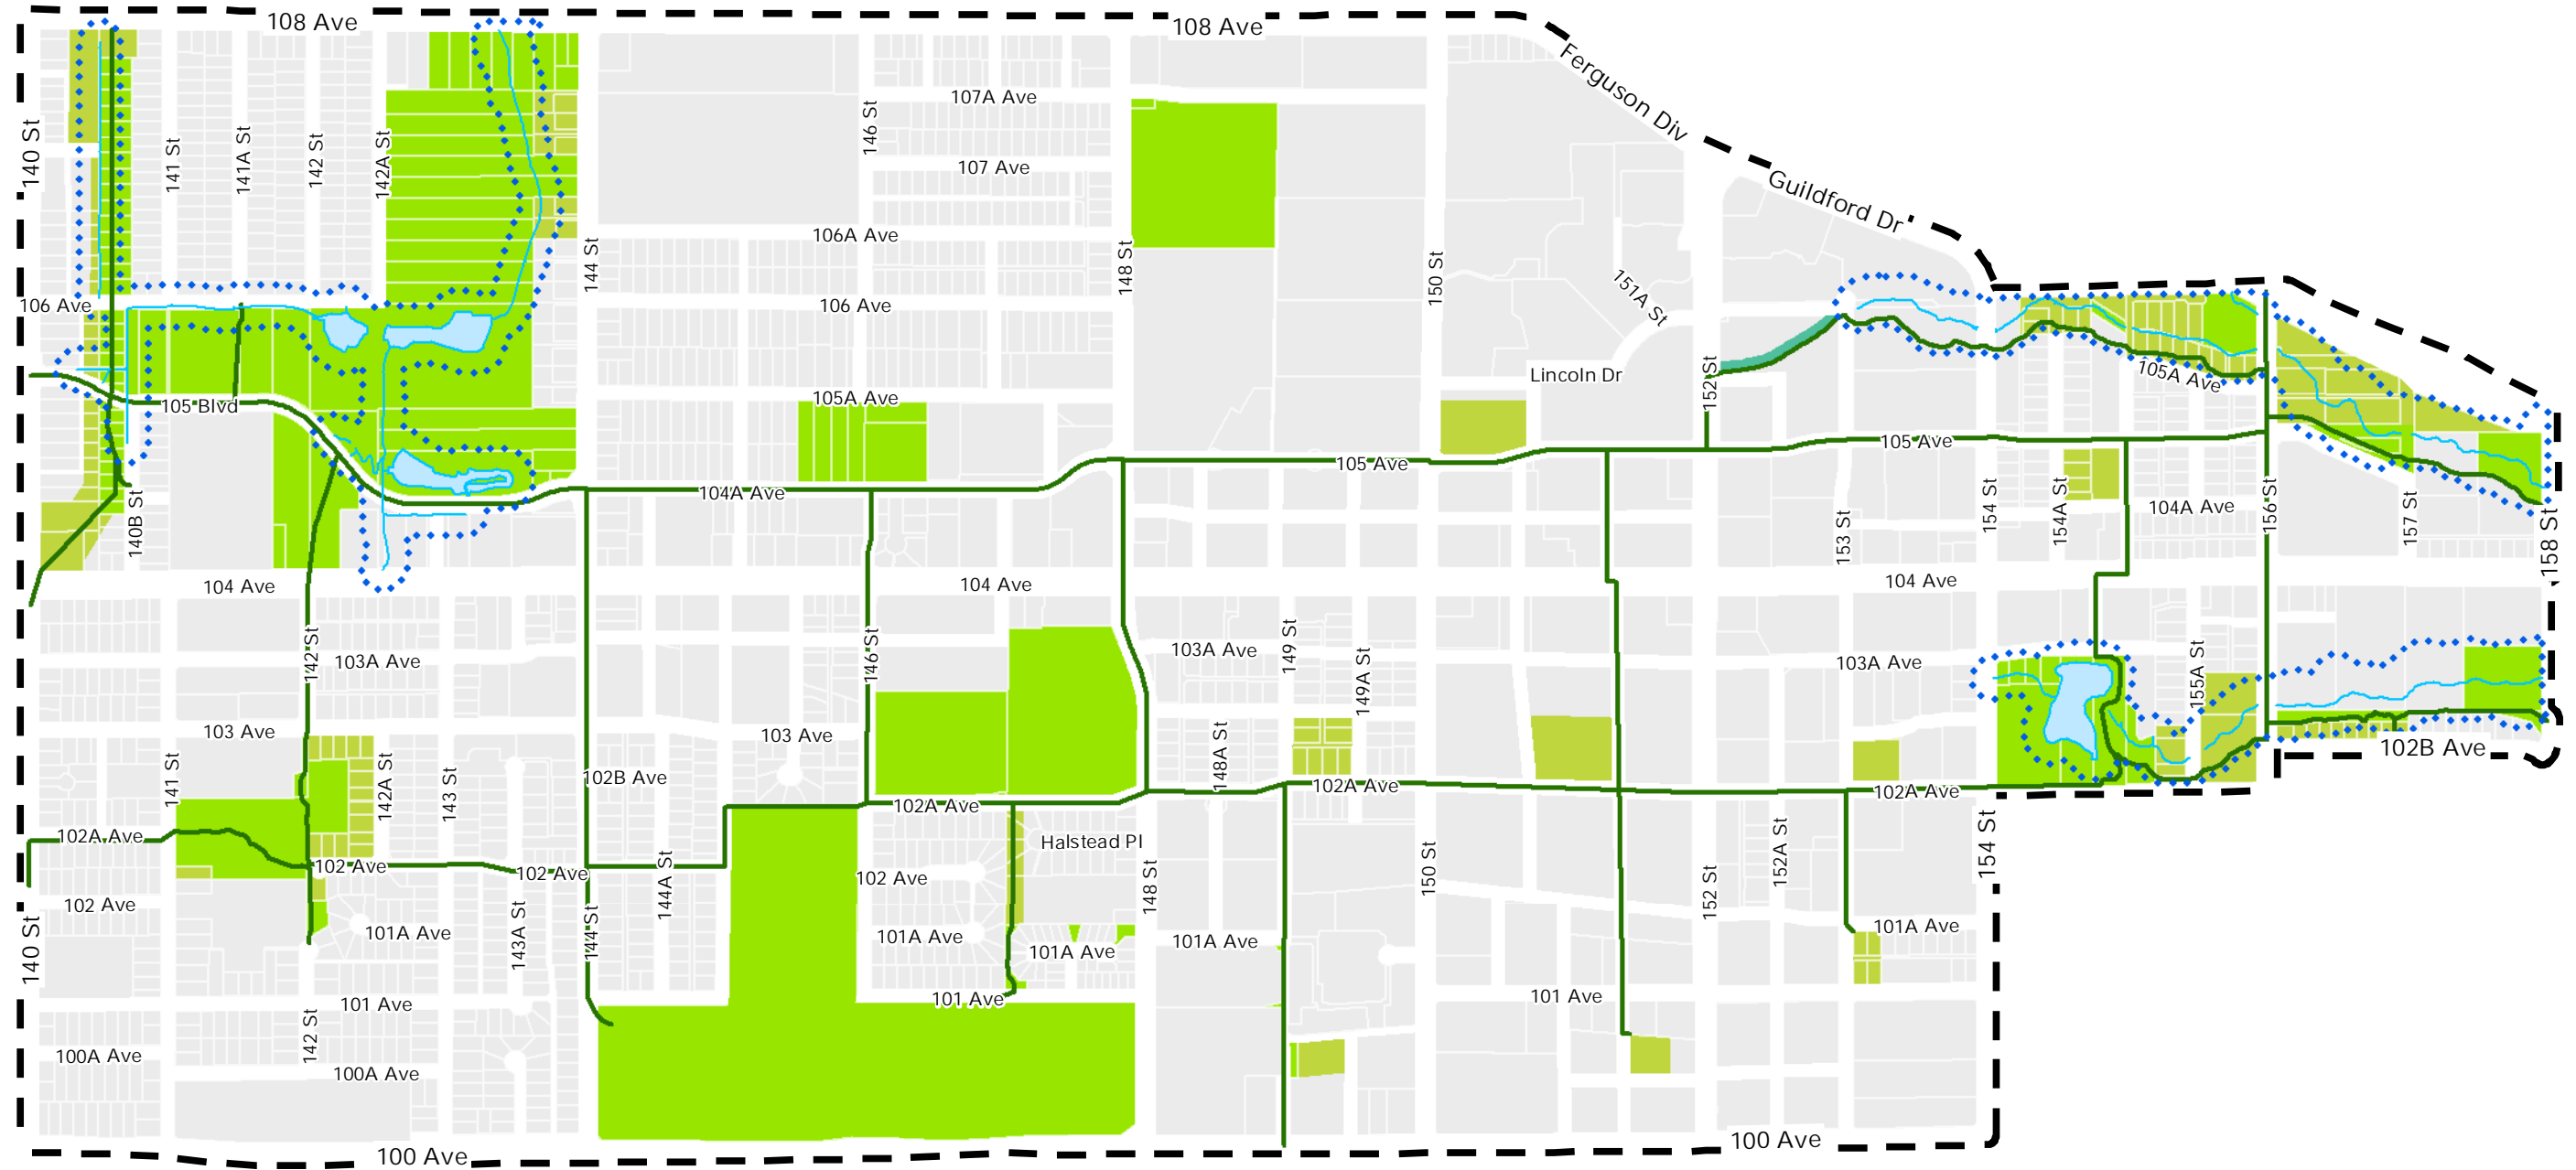 108 Ave
108 Ave
Ferguson Div
107A Ave
146 St
140 St
141 St
141A St
142 St
142A St
107 Ave
Guildford Dr
106A Ave
144 St
148 St
150 St
106 Ave
106 Ave
151A St
Lincoln Dr
152 St
105A Ave
105A Ave
105 Blvd
105 Ave
105 Ave
104A Ave
140B St
153 St
154 St
154A St
104A Ave
156 St
157 St
158 St
104 Ave
104 Ave
104 Ave
142 St
103A Ave
146 St
103A Ave
149 St
149A St
103A Ave
155A St
103 Ave
103 Ave
102B Ave
141 St
142A St
143 St
102B Ave
148A St
102A Ave
102A Ave
102A Ave
102A Ave
Halstead Pl
102 Ave
102 Ave
102 Ave
144A St
148 St
150 St
152 St
152A St
154 St
102 Ave
140 St
101A Ave
143A St
144 St
101A Ave
101A Ave
101A Ave
101A Ave
101 Ave
101 Ave
101 Ave
142 St
100A Ave
100A Ave
100 Ave
100 Ave